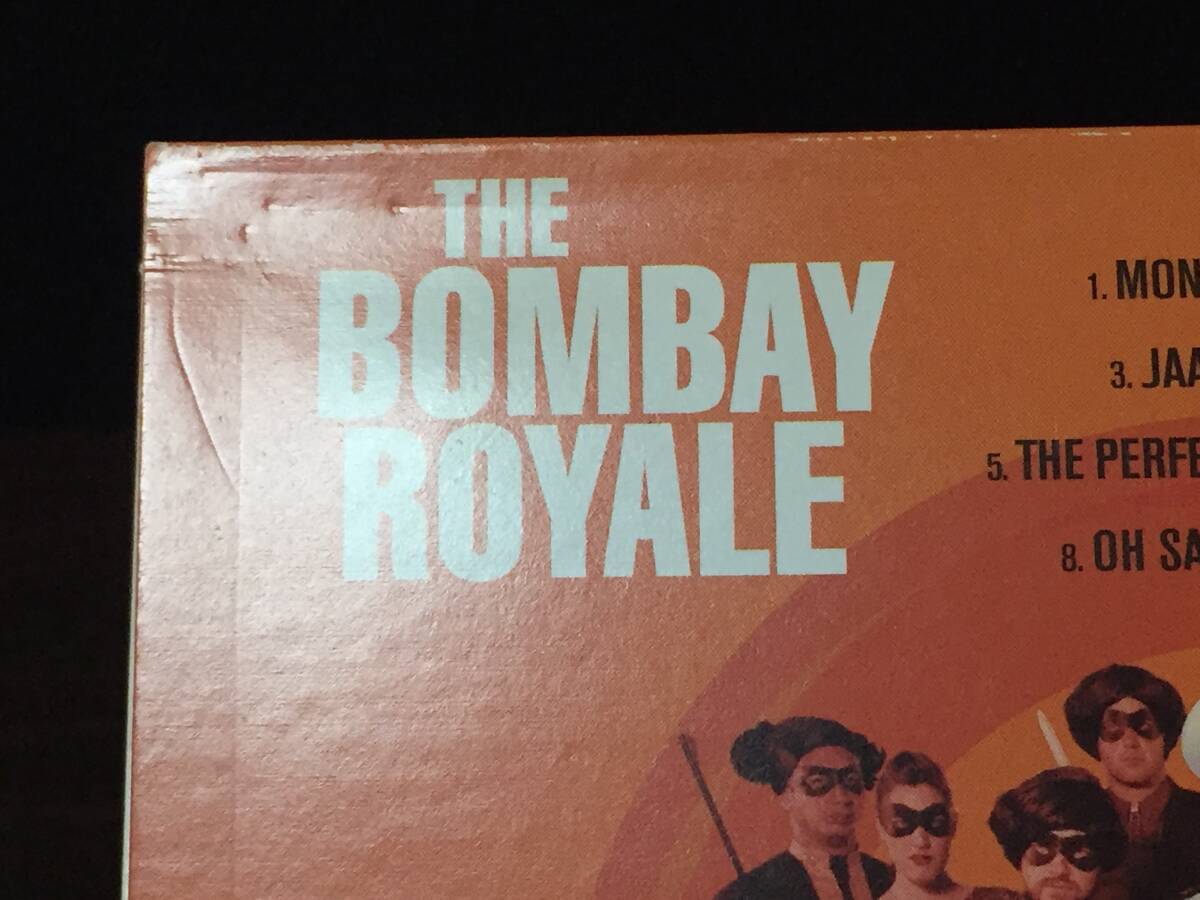 THE
BOMBAY
ROYALE
1. MON
3. JAA
5. THE PERFE
8. OH SA